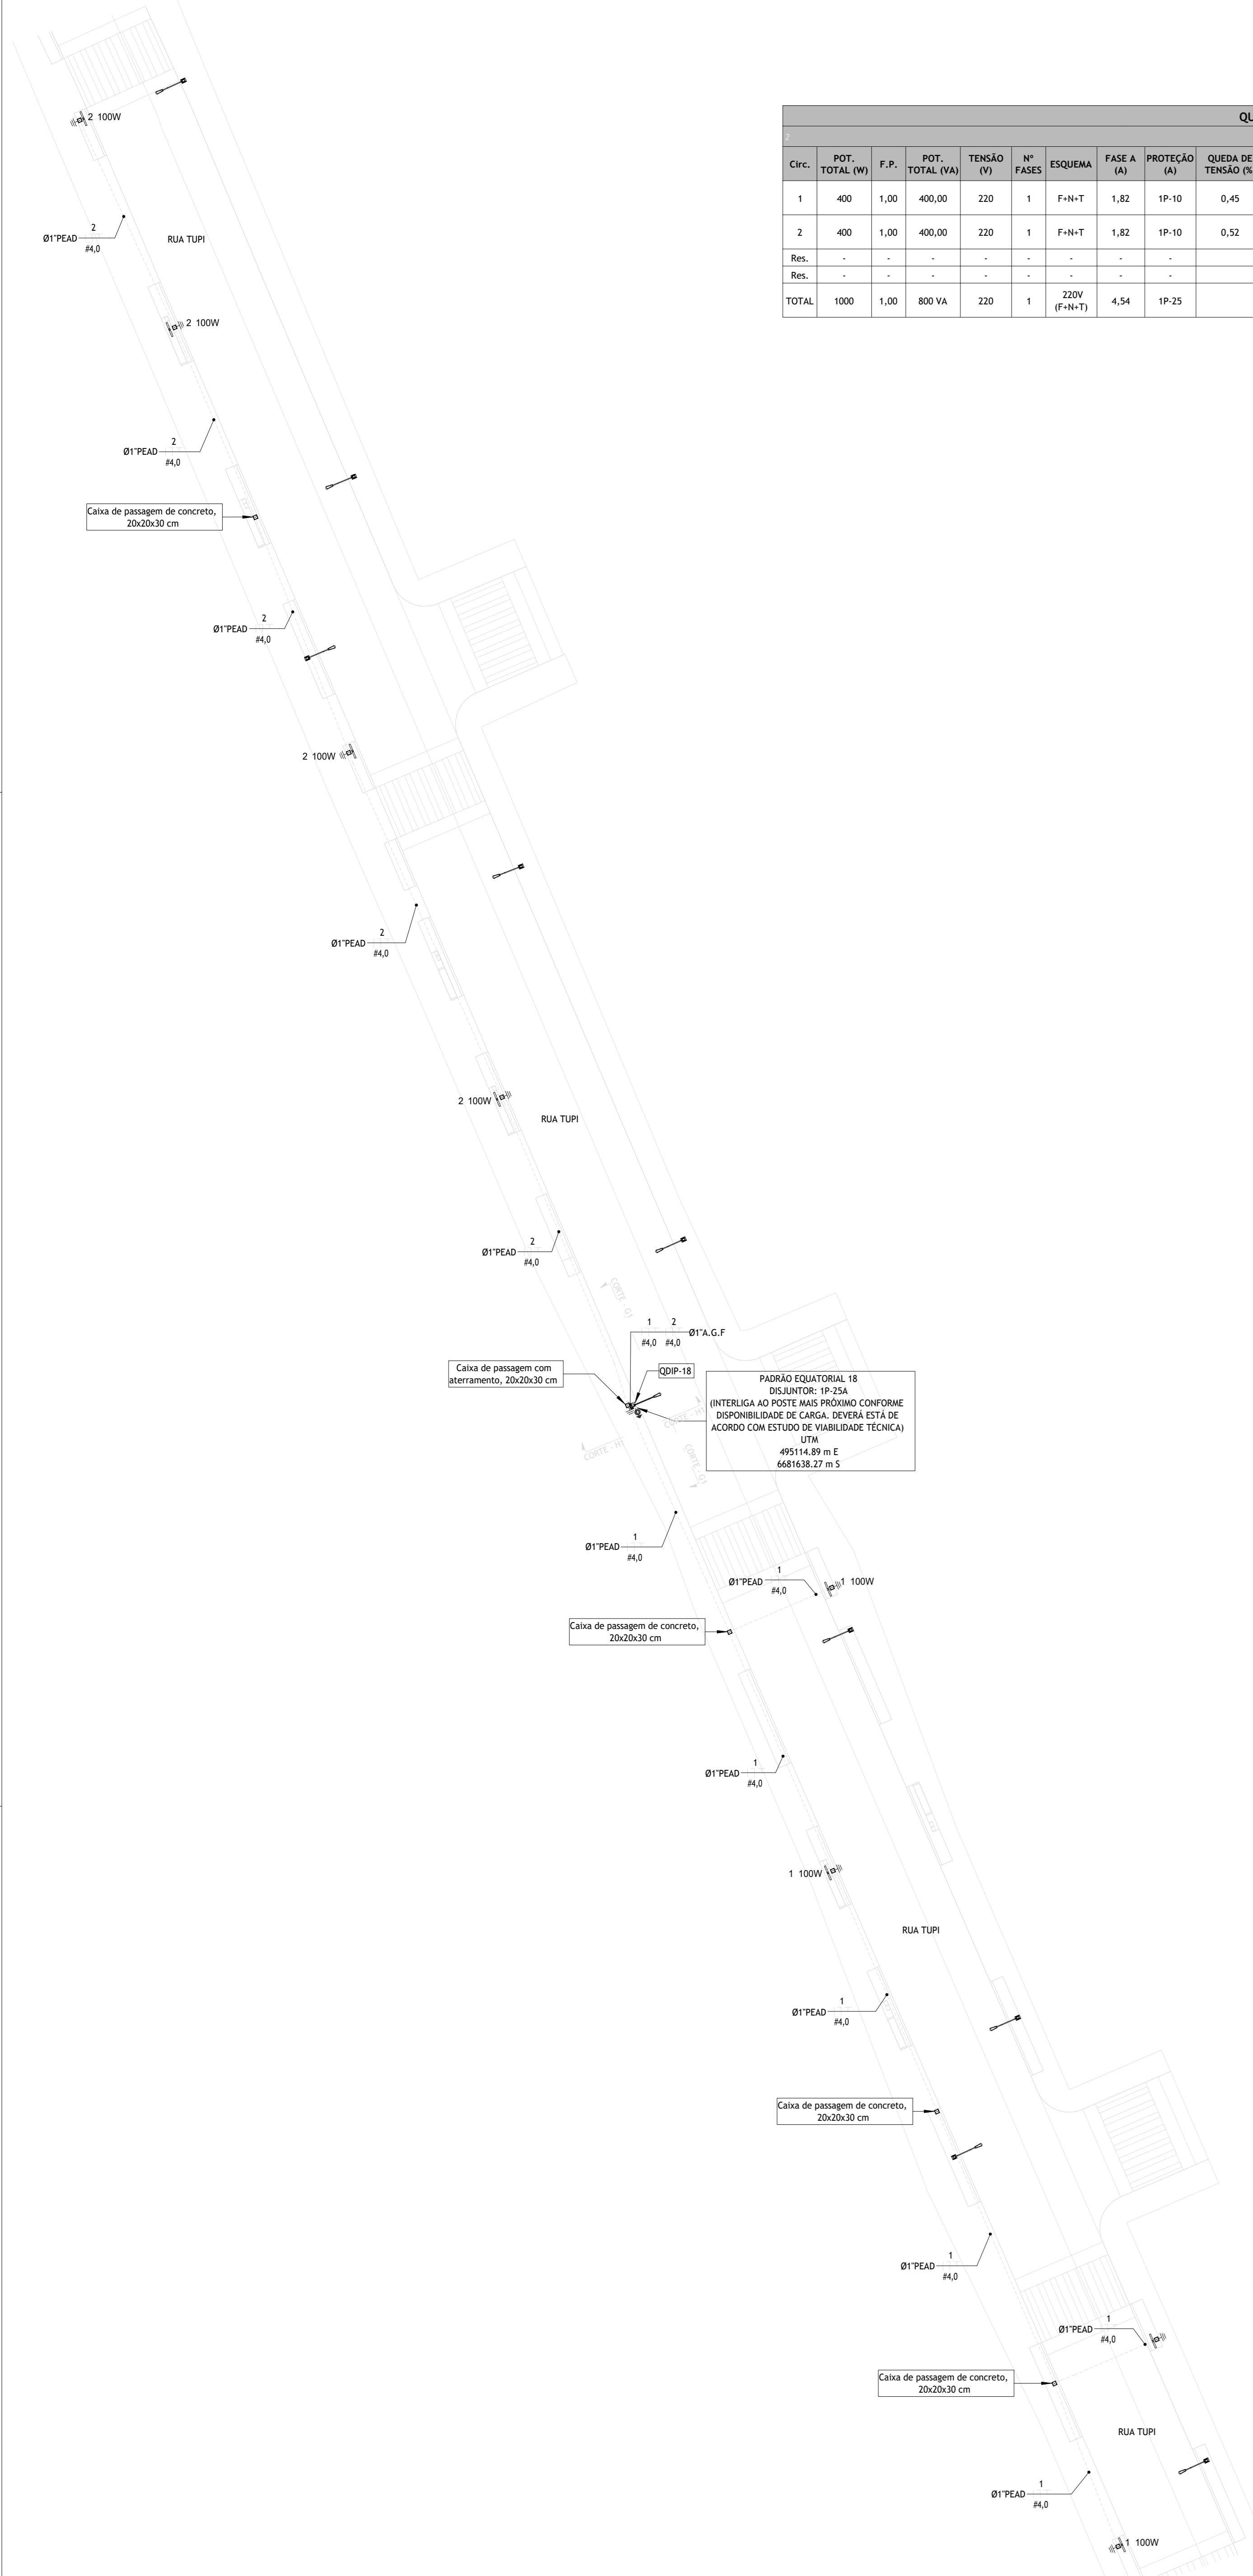 2 100W
QU
2
Circ. POT. TOTAL (W) F.P. POT. TOTAL (VA) TENSÃO (V) Nº FASES ESQUEMA FASE A (A) PROTEÇÃO (A) QUEDA DE TENSÃO (%
1 400 1,00 400,00 220 1 F+N+T 1,82 1P-10 0,45
2 400 1,00 400,00 220 1 F+N+T 1,82 1P-10 0,52
Res. - - - - - - - -
Res. - - - - - - - -
TOTAL 1000 1,00 800 VA 220 1 220V (F+N+T) 4,54 1P-25
2
Ø1"PEAD
#4,0
RUA TUPI
2 100W
2
Ø1"PEAD
#4,0
Caixa de passagem de concreto,
20x20x30 cm
2
Ø1"PEAD
#4,0
2 100W
2
Ø1"PEAD
#4,0
2 100W
RUA TUPI
2
Ø1"PEAD
#4,0
CORTE - G1
1 2
Ø1"A.G.F
#4,0 #4,0
Caixa de passagem com
aterramento, 20x20x30 cm
QDIP-18
PADRÃO EQUATORIAL 18
DISJUNTOR: 1P-25A
(INTERLIGA AO POSTE MAIS PRÓXIMO CONFORME
DISPONIBILIDADE DE CARGA. DEVERÁ ESTÁ DE
ACORDO COM ESTUDO DE VIABILIDADE TÉCNICA)
UTM
495114.89 m E
6681638.27 m S
CORTE - H1
CORTE - H1
CORTE - G1
1
Ø1"PEAD
#4,0
1
Ø1"PEAD
#4,0
1 100W
Caixa de passagem de concreto,
20x20x30 cm
1
Ø1"PEAD
#4,0
1 100W
RUA TUPI
1
Ø1"PEAD
#4,0
Caixa de passagem de concreto,
20x20x30 cm
1
Ø1"PEAD
#4,0
1
Ø1"PEAD
#4,0
Caixa de passagem de concreto,
20x20x30 cm
RUA TUPI
1
Ø1"PEAD
#4,0
1 100W